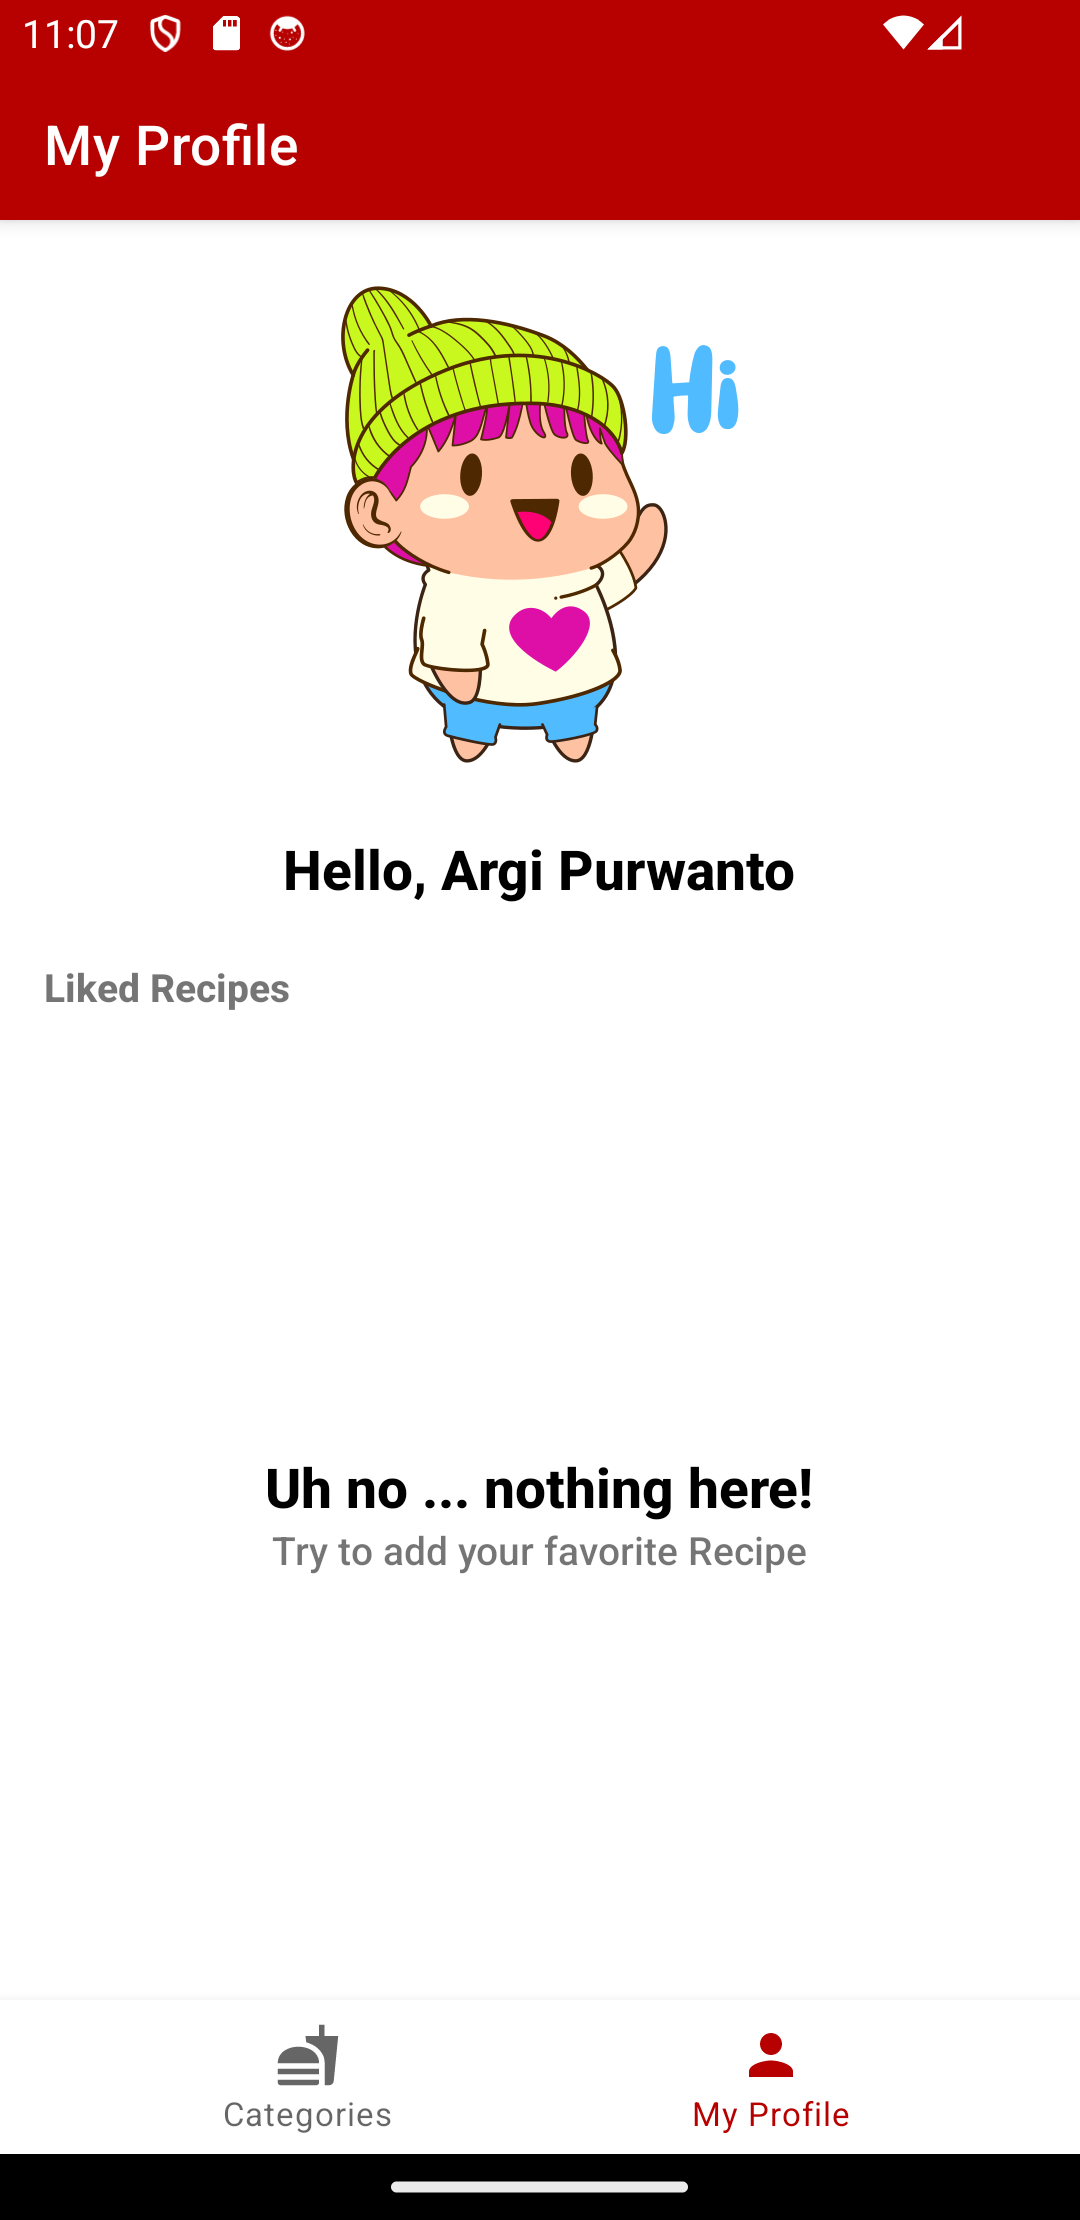 11:07
My Profile
Hi
Hello, Argi Purwanto
Liked Recipes
Uh no ... nothing here!
Try to add your favorite Recipe
Categories
My Profile